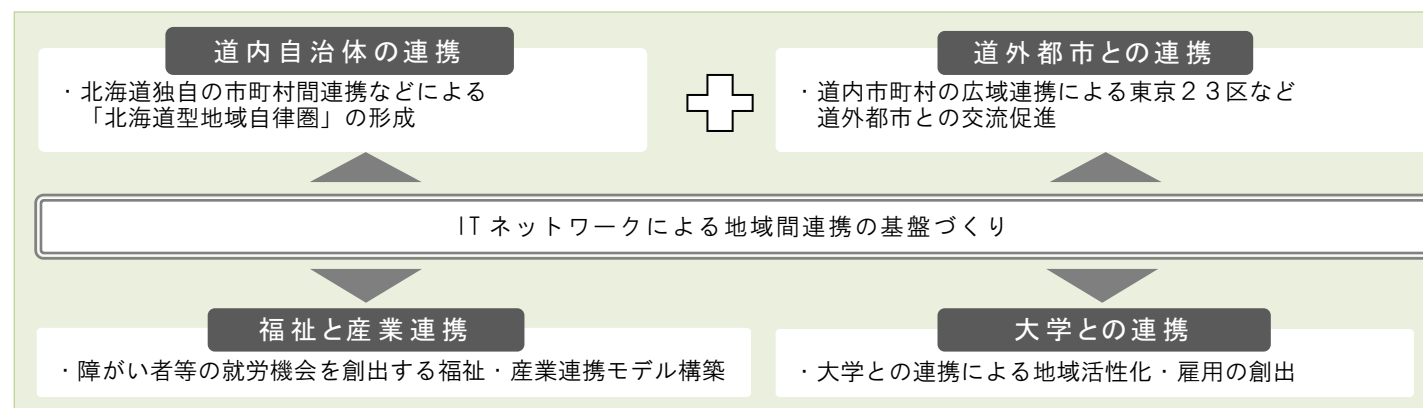 道内自治体の連携
・北海道独自の市町村間連携などによる
「北海道型地域自律圏」の形成
道外都市との連携
・道内市町村の広域連携による東京２３区など
道外都市との交流促進
ITネットワークによる地域間連携の基盤づくり
福祉と産業連携
・障がい者等の就労機会を創出する福祉・産業連携モデル構築
大学との連携
・大学との連携による地域活性化・雇用の創出